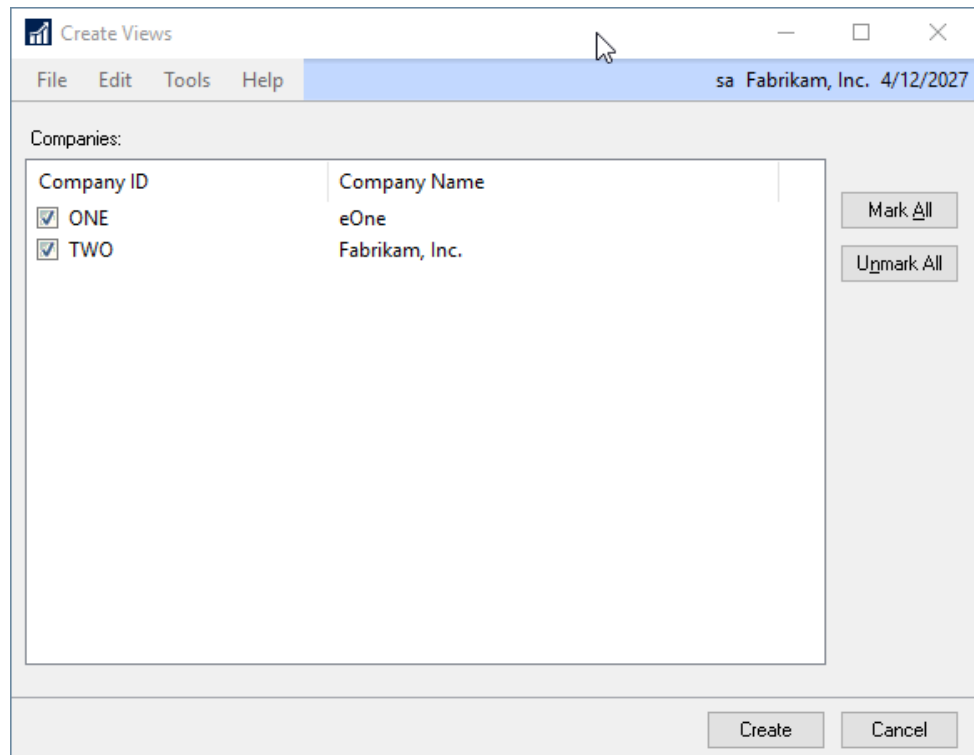 Create Views
File Edit Tools Help sa Fabrikam, Inc. 4/12/2027
Companies:
Company ID Company Name
ONE eOne
TWO Fabrikam, Inc.
Mark All
Unmark All
Create Cancel